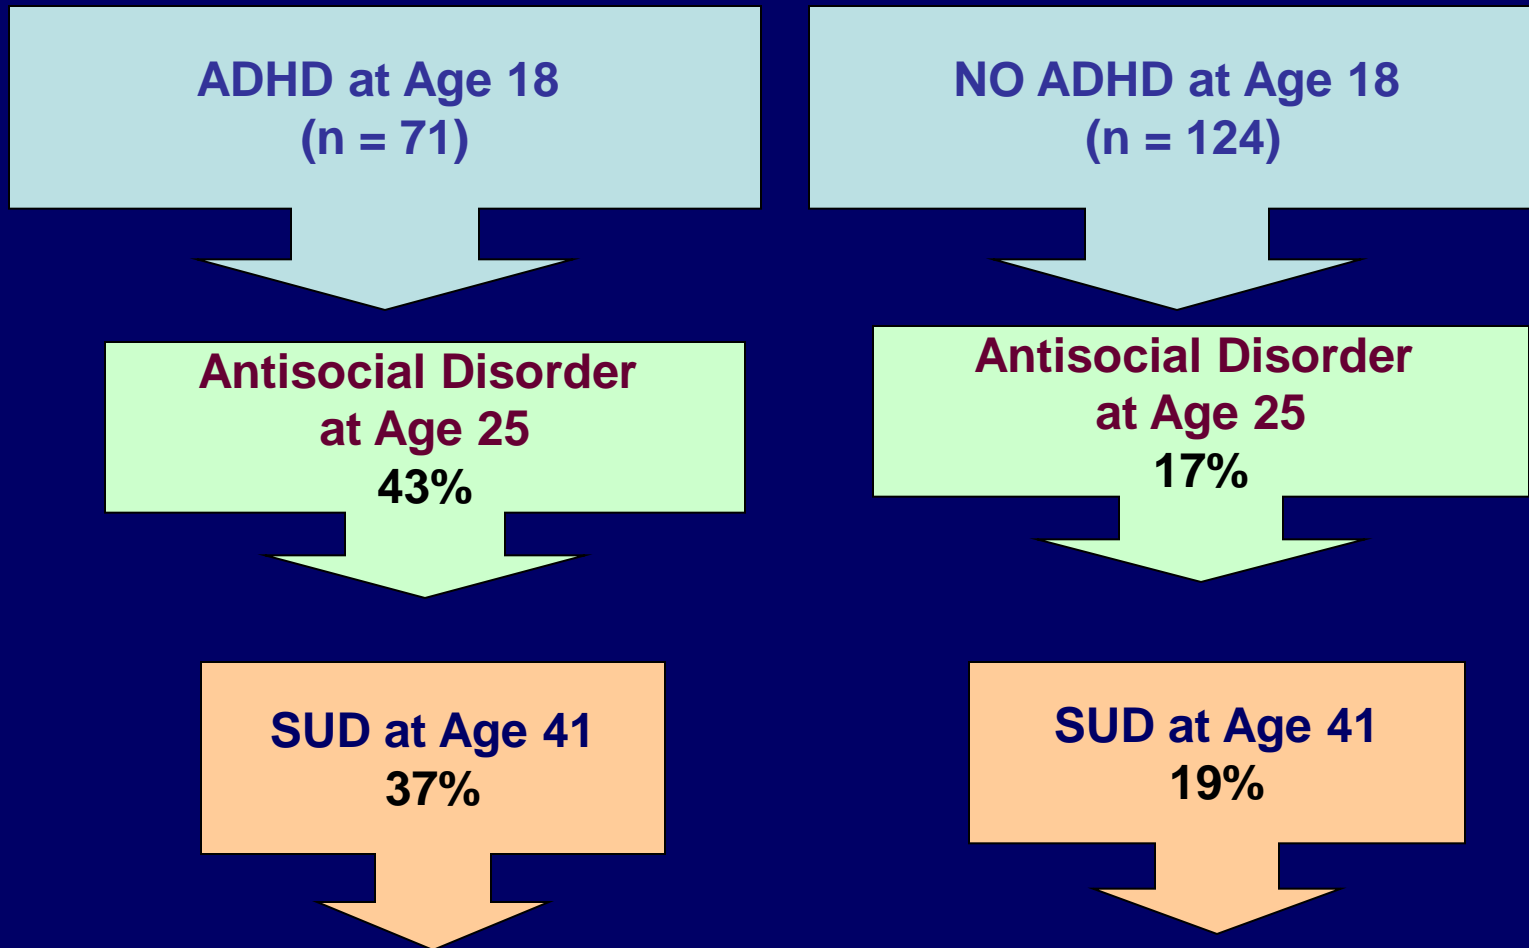 ADHD at Age 18
(n = 71)
Antisocial Disorder
at Age 25
43%
SUD at Age 41
37%
NO ADHD at Age 18
(n = 124)
Antisocial Disorder
at Age 25
17%
SUD at Age 41
19%